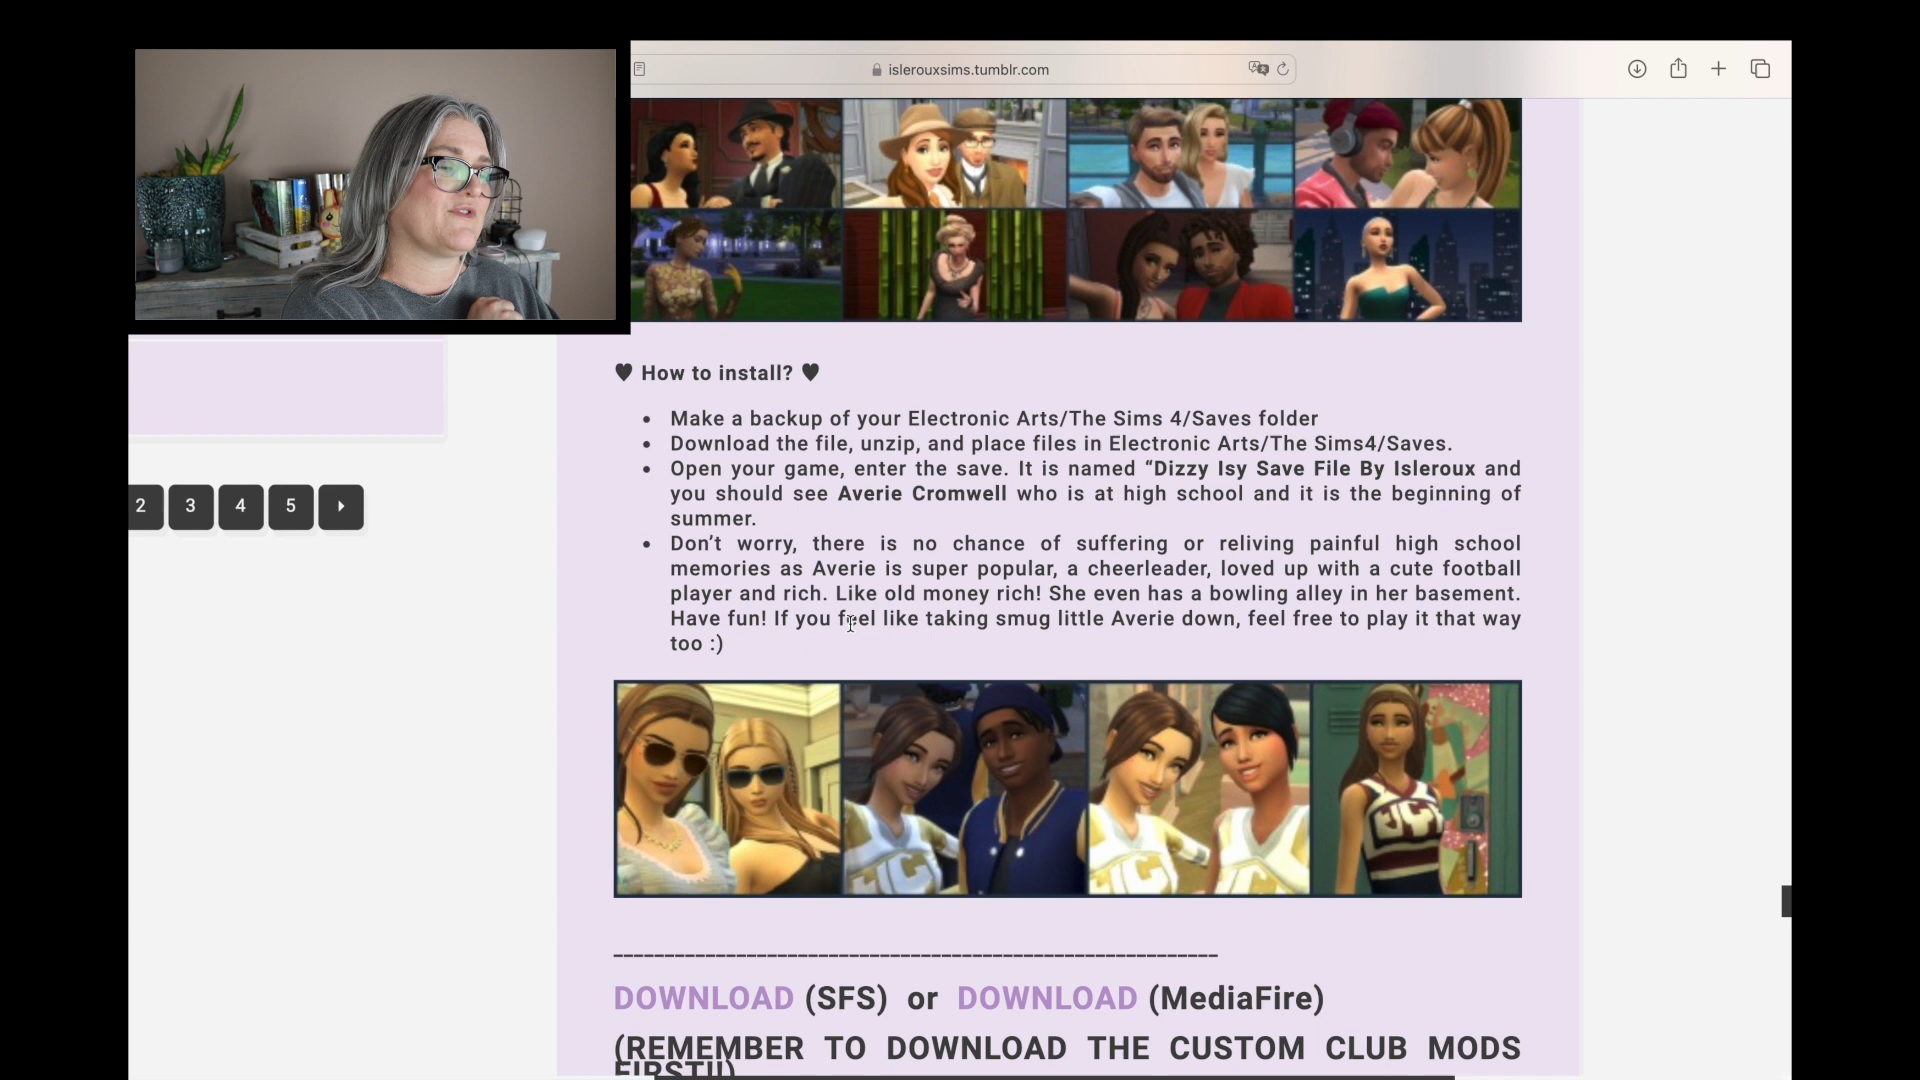 islerouxsims.tumblr.com
♥ How to install? ♥
• Make a backup of your Electronic Arts/The Sims 4/Saves folder
• Download the file, unzip, and place files in Electronic Arts/The Sims4/Saves.
• Open your game, enter the save. It is named “Dizzy Isy Save File By Isleroux and
you should see Averie Cromwell who is at high school and it is the beginning of
summer.
• Don’t worry, there is no chance of suffering or reliving painful high school
memories as Averie is super popular, a cheerleader, loved up with a cute football
player and rich. Like old money rich! She even has a bowling alley in her basement.
Have fun! If you feel like taking smug little Averie down, feel free to play it that way
too :)
2 3 4 5
DOWNLOAD (SFS) or DOWNLOAD (MediaFire)
(REMEMBER TO DOWNLOAD THE CUSTOM CLUB MODS
FIRST!!)